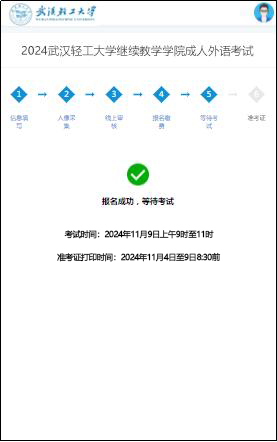 武汉轻工大学
2024武汉轻工大学继续教学学院成人外语考试
1 2 3 4 5 6
信息填写 人像采集 线上审核 报名缴费 等待考试 准考证
报名成功，等待考试
考试时间：2024年11月9日上午9时至11时
准考证打印时间：2024年11月4日至9日8:30前